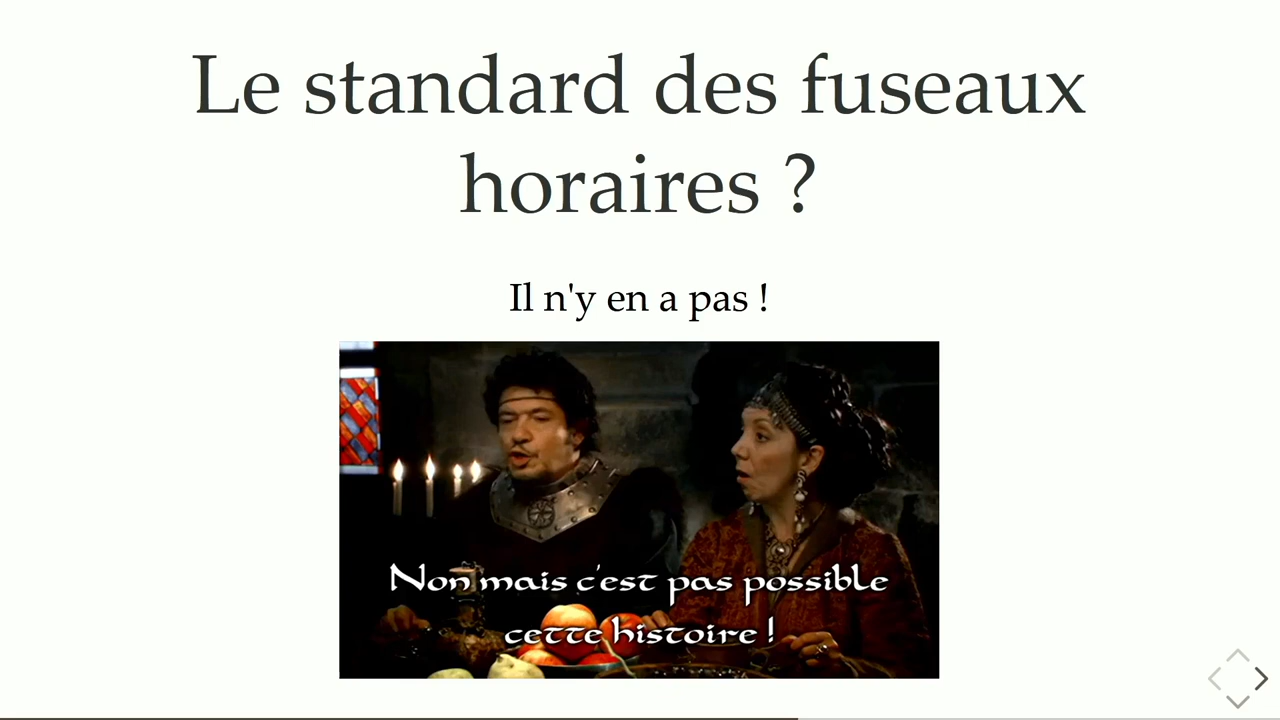 Le standard des fuseaux
horaires ?
Il n'y en a pas !
Non mais c'est pas possible
cette histoire !